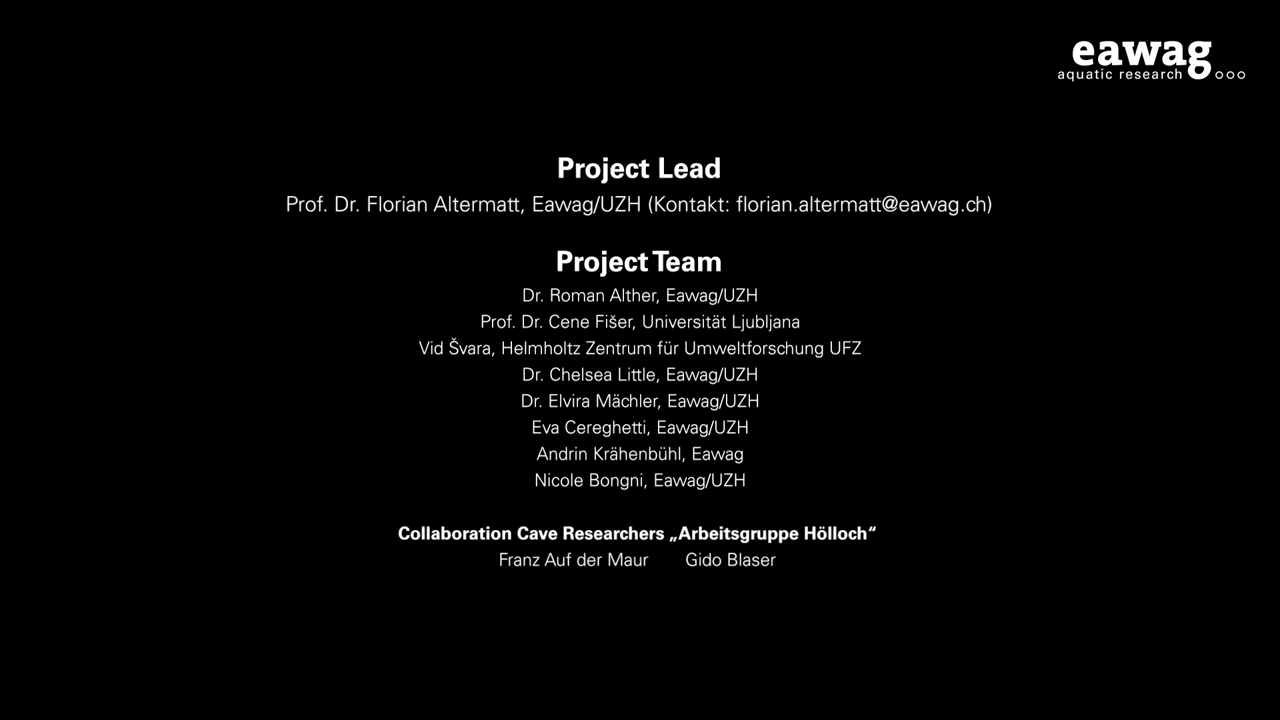 eawag
aquatic research
Project Lead
Prof. Dr. Florian Altermatt, Eawag/UZH (Kontakt: florian.altermatt@eawag.ch)
Project Team
Dr. Roman Alther, Eawag/UZH
Prof. Dr. Cene Fišer, Universität Ljubljana
Vid Švara, Helmholtz Zentrum für Umweltforschung UFZ
Dr. Chelsea Little, Eawag/UZH
Dr. Elvira Mächler, Eawag/UZH
Eva Cereghetti, Eawag/UZH
Andrin Krähenbühl, Eawag
Nicole Bongni, Eawag/UZH
Collaboration Cave Researchers „Arbeitsgruppe Hölloch“
Franz Auf der Maur Gido Blaser